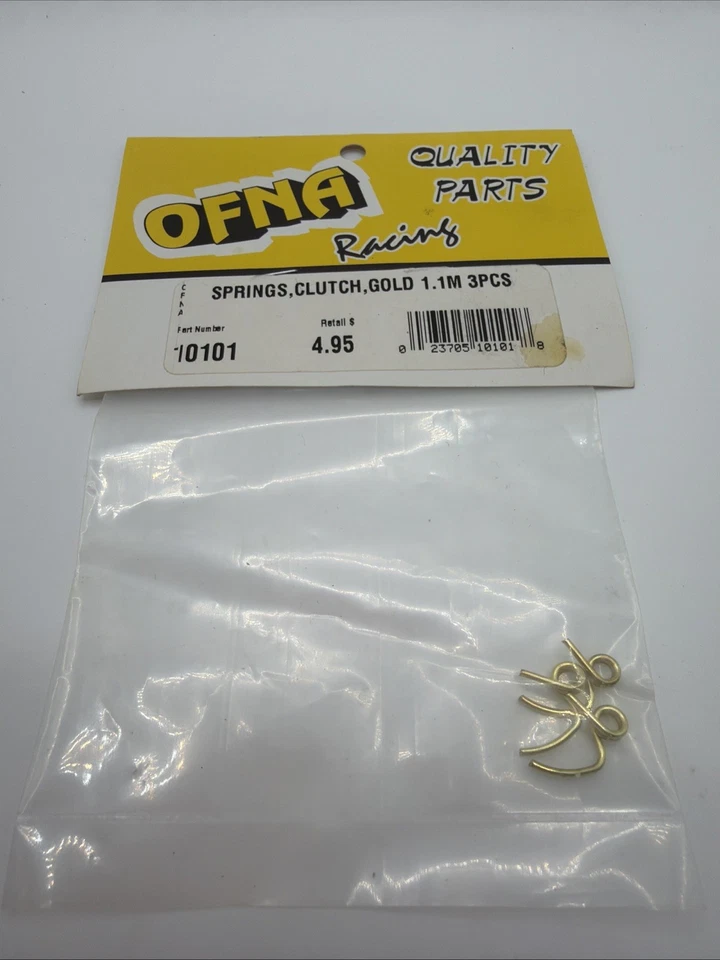 OFNA
Racing
QUALITY
PARTS
OFNA
SPRINGS,CLUTCH,GOLD 1.1M 3PCS
Part Number
Retail $
10101
4.95
0 23705 10101 8